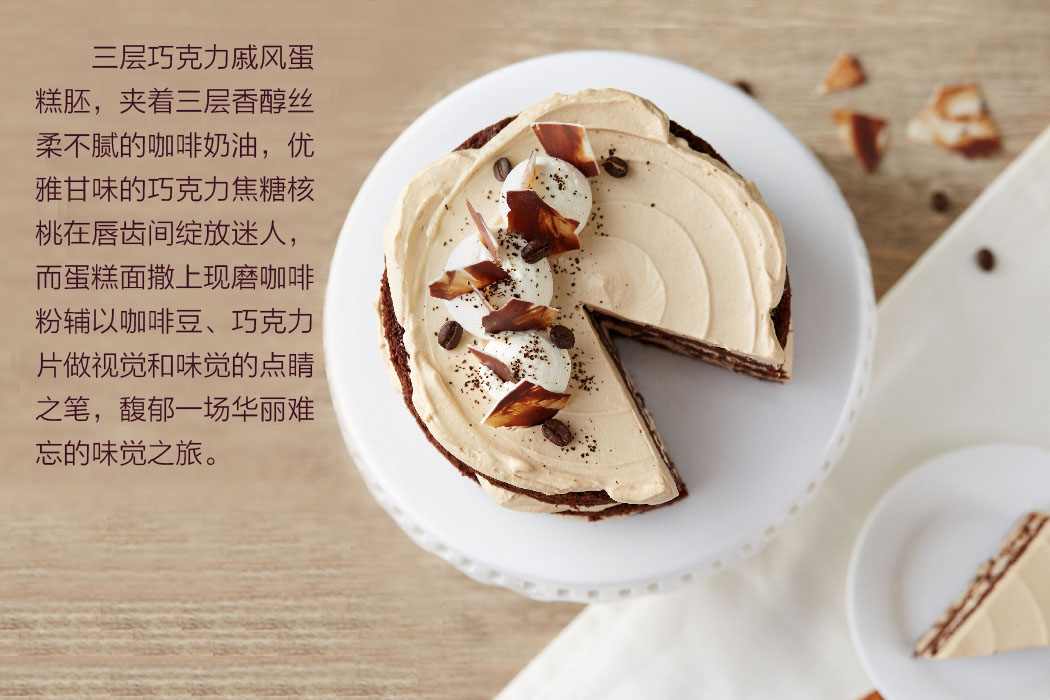 三层巧克力戚风蛋
糕胚，夹着三层香醇丝
柔不腻的咖啡奶油，优
雅甘味的巧克力焦糖核
桃在唇齿间绽放迷人，
而蛋糕面撒上现磨咖啡
粉辅以咖啡豆、巧克力
片做视觉和味觉的点睛
之笔，馥郁一场华丽难
忘的味觉之旅。